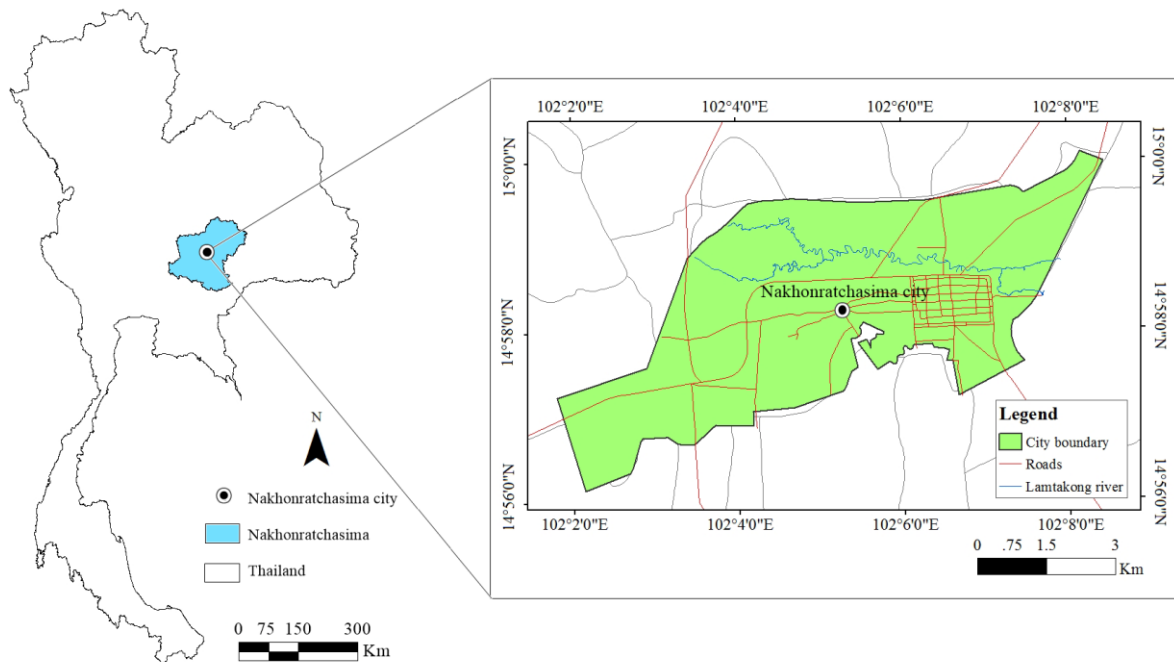 N
Nakhonratchasima city
Nakhonratchasima
Thailand
0 75 150 300
Km
102°2'0"E 102°4'0"E 102°6'0"E 102°8'0"E
15°0'0"N
14°58'0"N
14°56'0"N
15°0'0"N
14°58'0"N
14°56'0"N
Nakhonratchasima city
Legend
City boundary
Roads
Lamtakong river
102°2'0"E 102°4'0"E 102°6'0"E 102°8'0"E
0 .75 1.5 3
Km